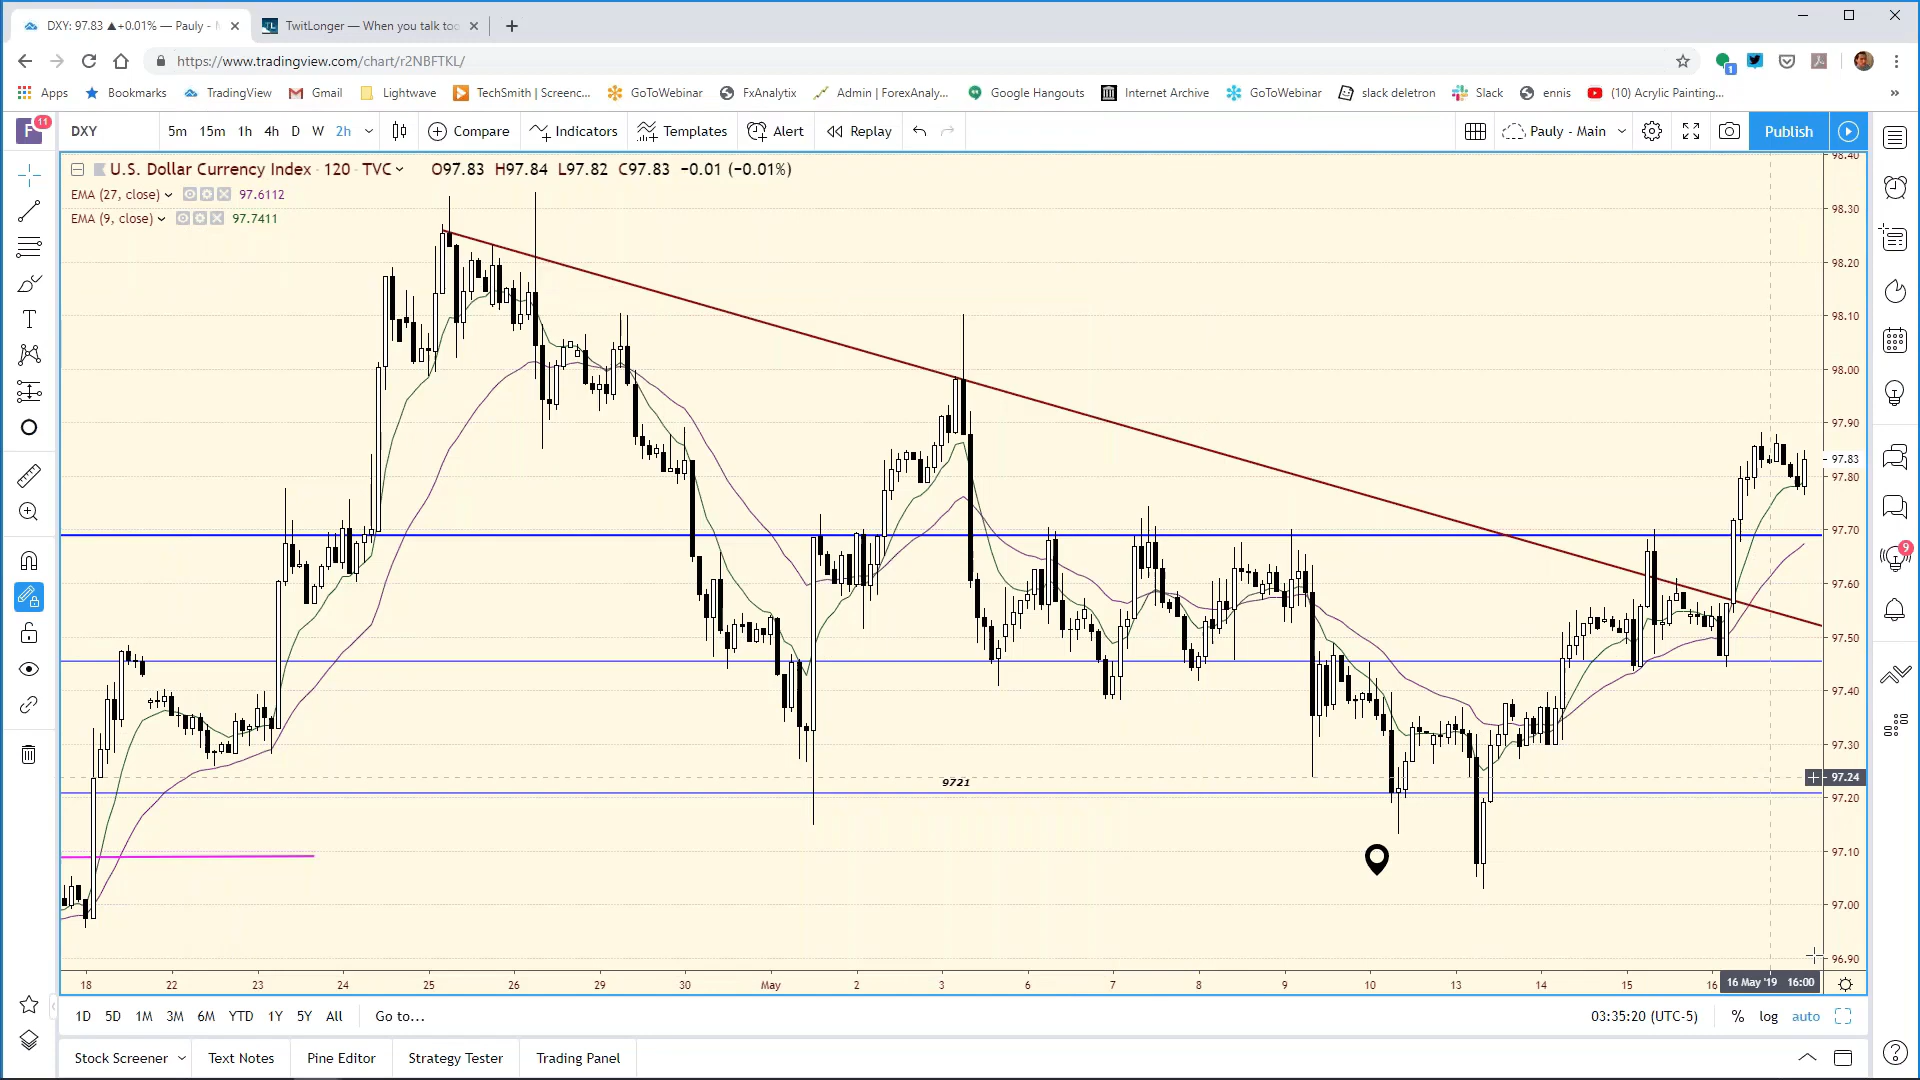 DXY: 97.83 ▲+0.01% — Pauly -
TwitLonger — When you talk too
https://www.tradingview.com/chart/r2NBFTKL/
1
Apps Bookmarks TradingView Gmail Lightwave TechSmith | Screenc... GoToWebinar FxAnalytix Admin | ForexAnaly... Google Hangouts Internet Archive GoToWebinar slack deletron Slack ennis (10) Acrylic Painting... »
F 11 DXY 5m 15m 1h 4h D W 2h Compare Indicators Templates Alert Replay Pauly - Main Publish
U.S. Dollar Currency Index · 120 · TVC O97.83 H97.84 L97.82 C97.83 −0.01 (−0.01%)
EMA (27, close) 97.6112
EMA (9, close) 97.7411
98.40
98.30
98.20
98.10
98.00
97.90
97.83
97.80
97.70
97.60
97.50
97.40
97.30
97.24
97.20
97.10
97.00
96.90
9721
9
T
18 22 23 24 25 26 29 30 May 2 3 6 7 8 9 10 13 14 15 16 16 May '19 16:00
1D 5D 1M 3M 6M YTD 1Y 5Y All Go to... 03:35:20 (UTC-5) % log auto
Stock Screener Text Notes Pine Editor Strategy Tester Trading Panel